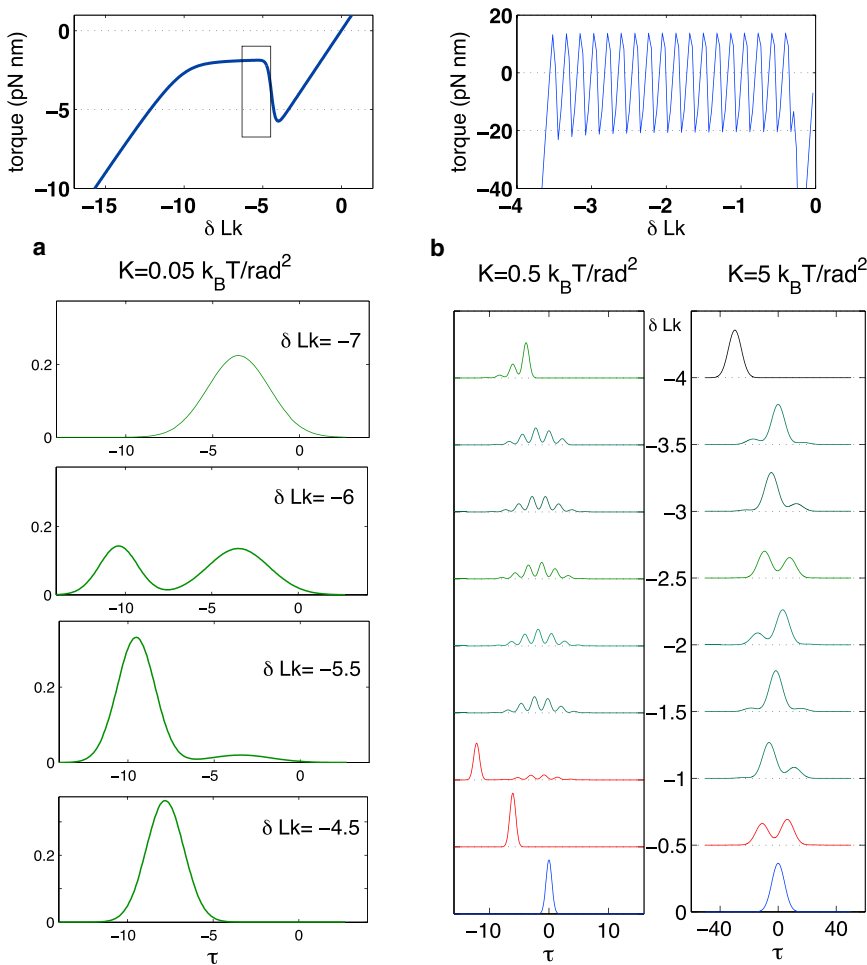 torque (pN nm)
0
−5
−10
−15 −10 −5 0
δ Lk
torque (pN nm)
20
0
−20
−40
−4 −3 −2 −1 0
δ Lk
a
K=0.05 k_BT/rad^2
δ Lk= −7
0.2
0
−10 −5 0
δ Lk= −6
0.2
0
−10 −5 0
δ Lk= −5.5
0.2
0
−10 −5 0
δ Lk= −4.5
0.2
0
−10 −5 0
τ
b
K=0.5 k_BT/rad^2 K=5 k_BT/rad^2
δ Lk
−4
−3.5
−3
−2.5
−2
−1.5
−1
−0.5
0
−10 0 10
τ
−40 0 40
τ